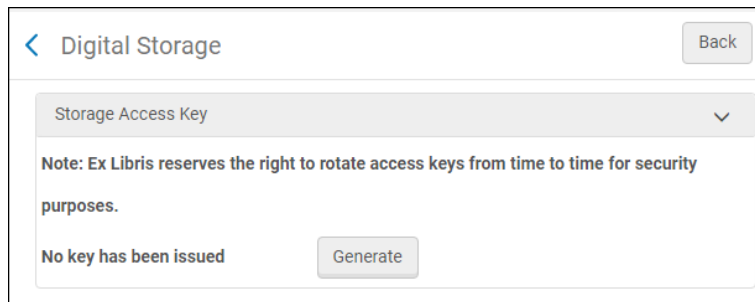 Digital Storage
Back
Storage Access Key
Note: Ex Libris reserves the right to rotate access keys from time to time for security
purposes.
No key has been issued
Generate